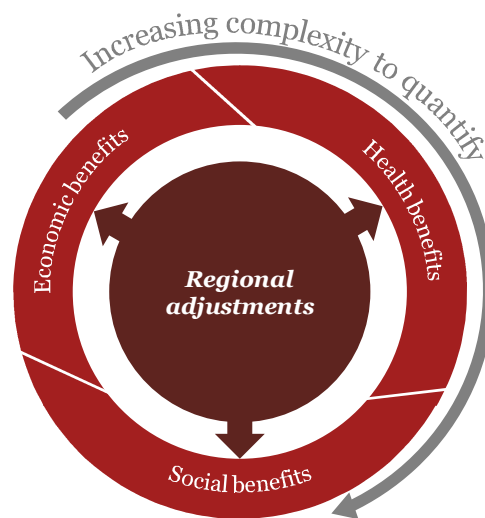 Increasing complexity to quantify
Economic benefits
Health benefits
Regional
adjustments
Social benefits